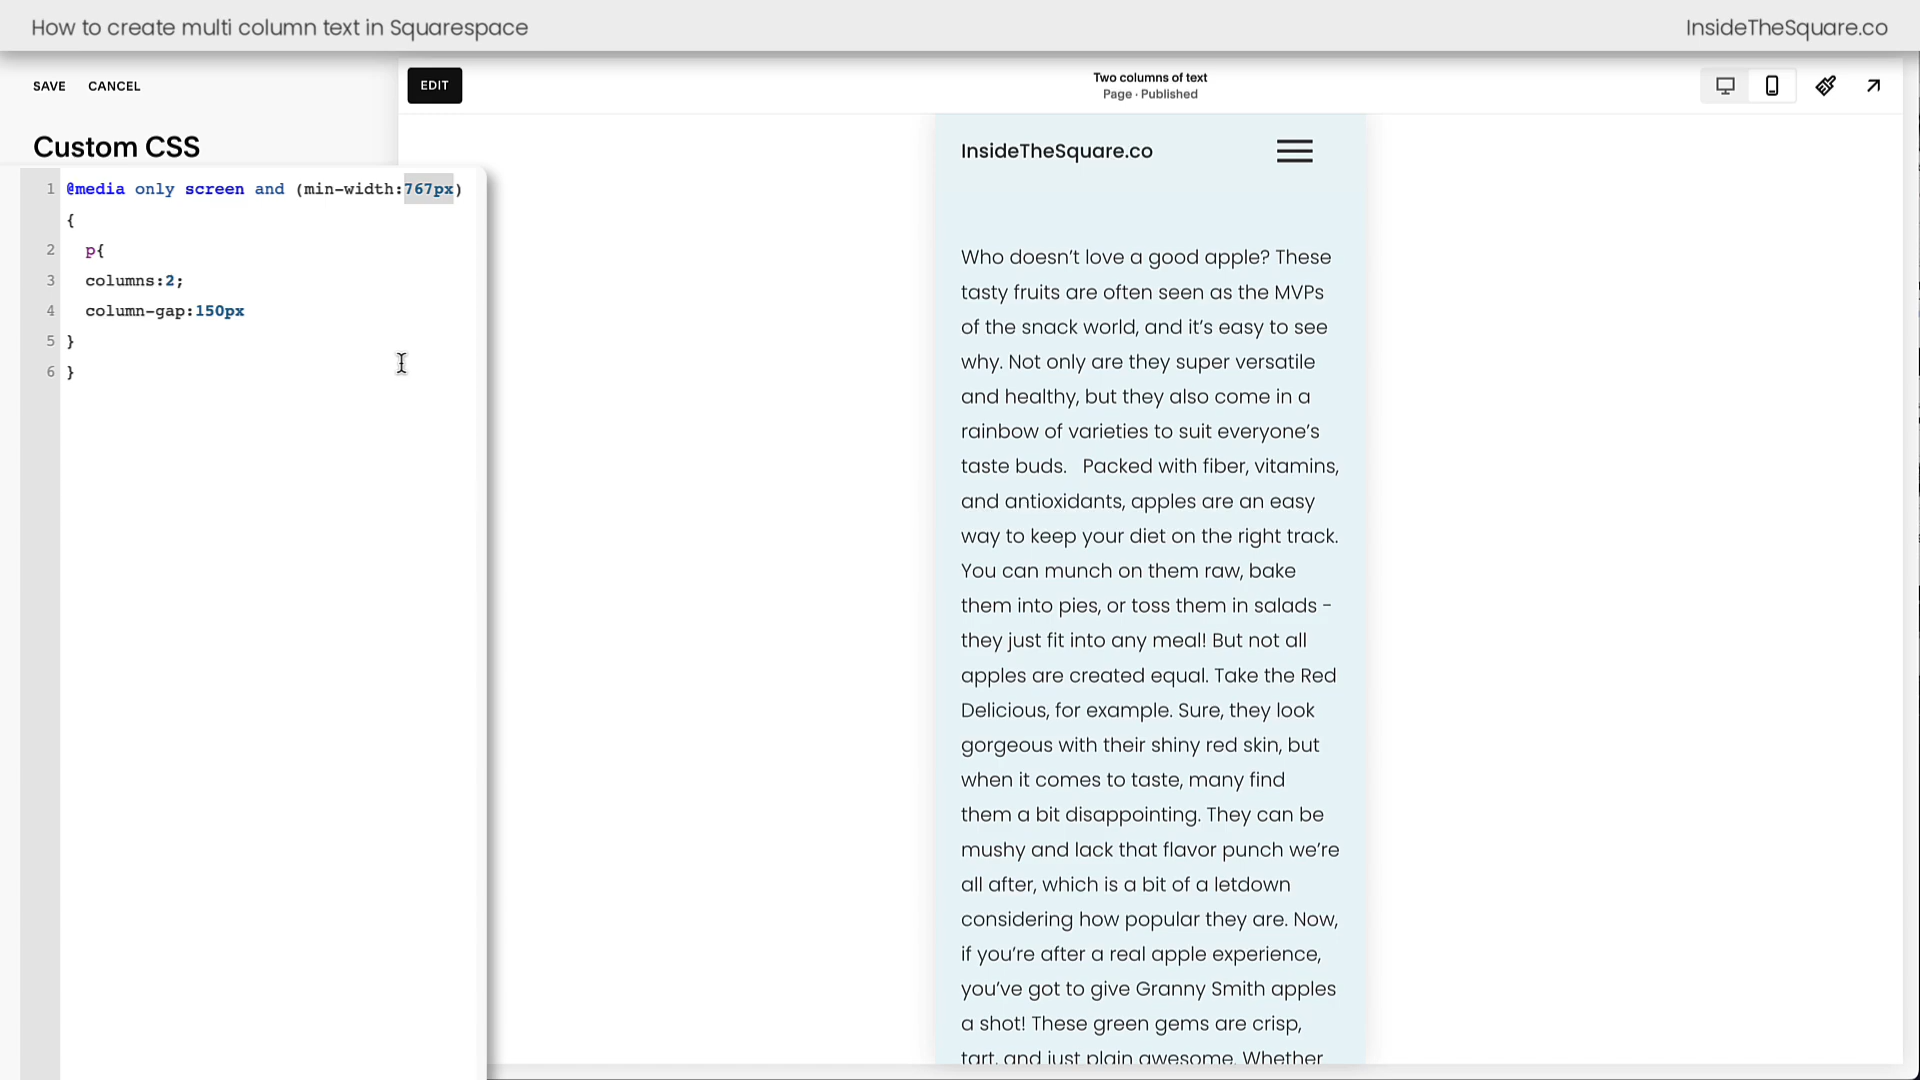 How to create multi column text in Squarespace
InsideTheSquare.co
SAVE CANCEL
EDIT
Two columns of text
Page · Published
Custom CSS
1 @media only screen and (min-width:767px)
{
2 p{
3 columns:2;
4 column-gap:150px
5 }
6 }
InsideTheSquare.co
Who doesn’t love a good apple? These
tasty fruits are often seen as the MVPs
of the snack world, and it’s easy to see
why. Not only are they super versatile
and healthy, but they also come in a
rainbow of varieties to suit everyone’s
taste buds.   Packed with fiber, vitamins,
and antioxidants, apples are an easy
way to keep your diet on the right track.
You can munch on them raw, bake
them into pies, or toss them in salads -
they just fit into any meal! But not all
apples are created equal. Take the Red
Delicious, for example. Sure, they look
gorgeous with their shiny red skin, but
when it comes to taste, many find
them a bit disappointing. They can be
mushy and lack that flavor punch we’re
all after, which is a bit of a letdown
considering how popular they are. Now,
if you’re after a real apple experience,
you’ve got to give Granny Smith apples
a shot! These green gems are crisp,
tart, and just plain awesome. Whether